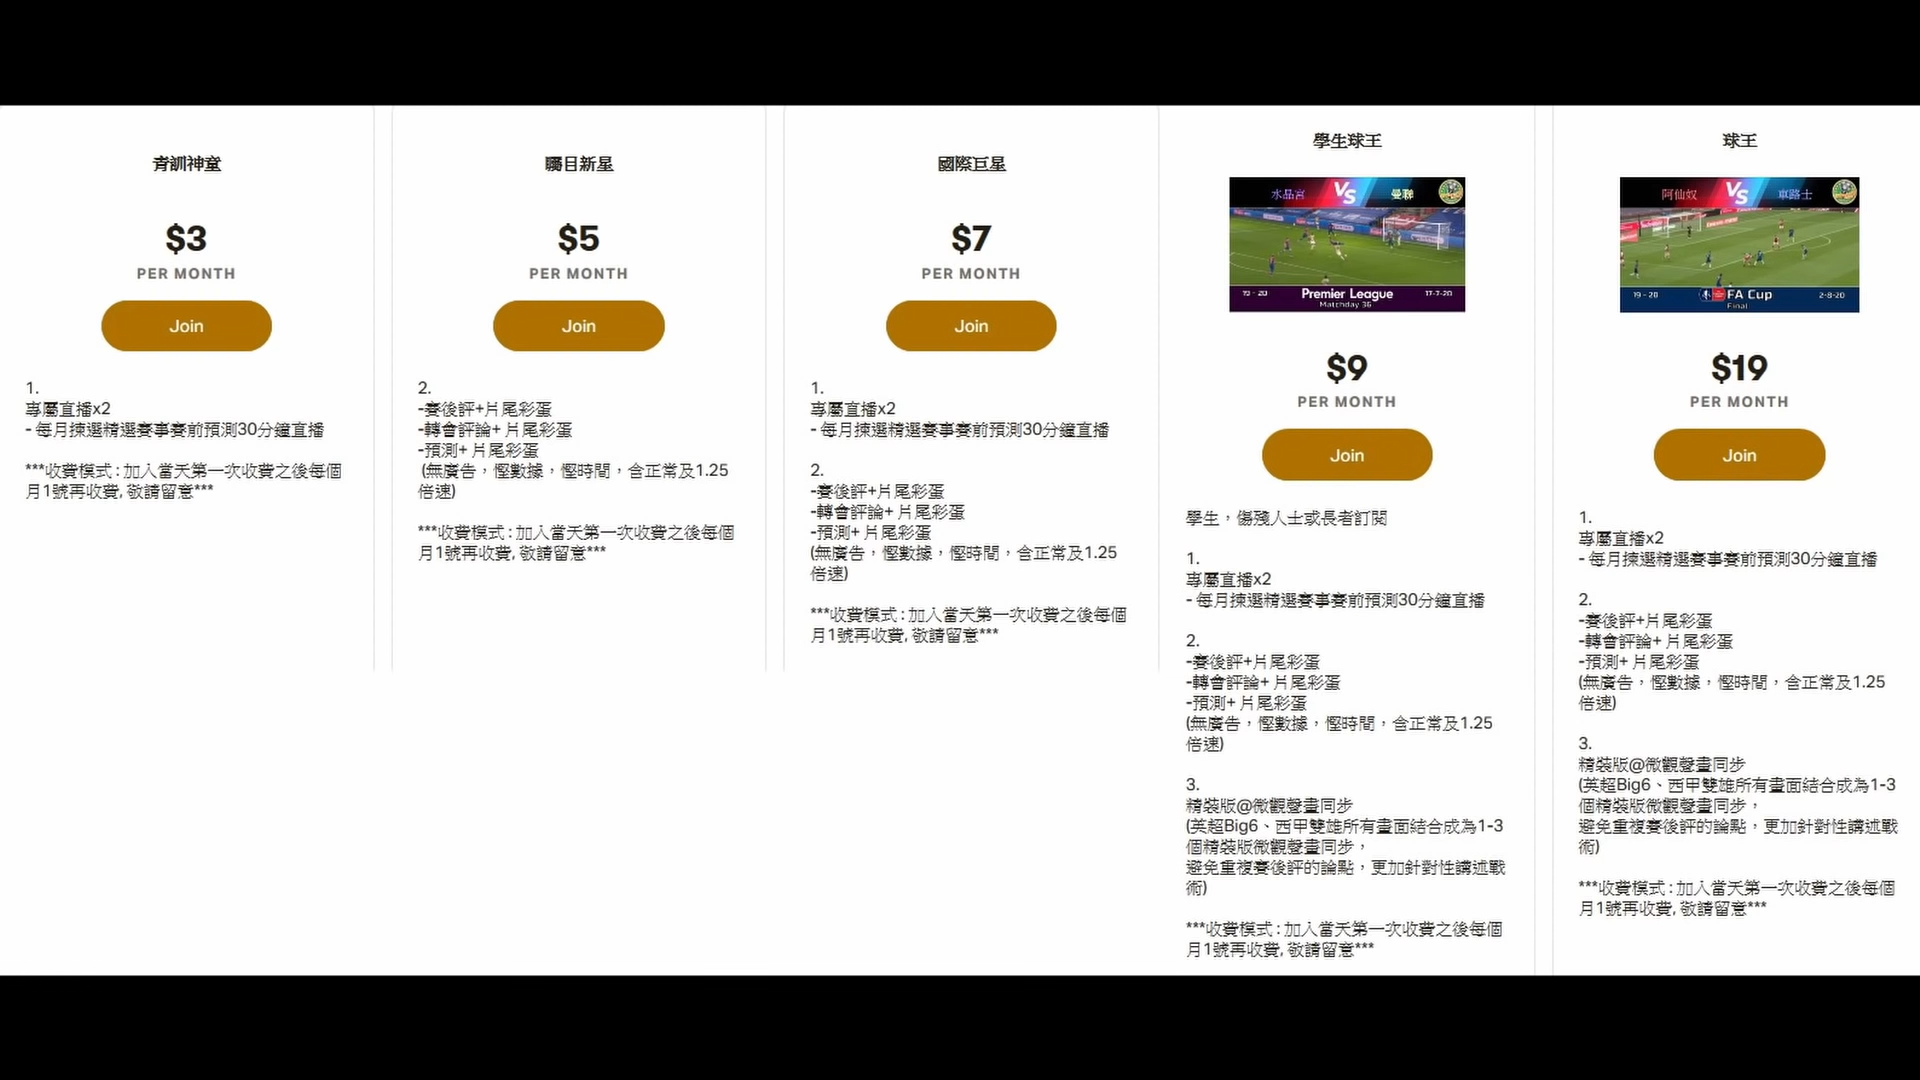 青訓神童
$3
PER MONTH
Join
1.
專屬直播x2
- 每月揀選精選賽事賽前預測30分鐘直播
***收費模式 : 加入當天第一次收費之後每個
月1號再收費, 敬請留意***
矚目新星
$5
PER MONTH
Join
2.
-賽後評+片尾彩蛋
-轉會評論+ 片尾彩蛋
-預測+ 片尾彩蛋
(無廣告，慳數據，慳時間，含正常及1.25
倍速)
***收費模式 : 加入當天第一次收費之後每個
月1號再收費, 敬請留意***
國際巨星
$7
PER MONTH
Join
1.
專屬直播x2
- 每月揀選精選賽事賽前預測30分鐘直播
2.
-賽後評+片尾彩蛋
-轉會評論+ 片尾彩蛋
-預測+ 片尾彩蛋
(無廣告，慳數據，慳時間，含正常及1.25
倍速)
***收費模式 : 加入當天第一次收費之後每個
月1號再收費, 敬請留意***
學生球王
水晶宮 VS 曼聯
19 - 20 Premier League 17-7-20
Matchday 36
$9
PER MONTH
Join
學生，傷殘人士或長者訂閱
1.
專屬直播x2
- 每月揀選精選賽事賽前預測30分鐘直播
2.
-賽後評+片尾彩蛋
-轉會評論+ 片尾彩蛋
-預測+ 片尾彩蛋
(無廣告，慳數據，慳時間，含正常及1.25
倍速)
3.
精裝版@微觀聲畫同步
(英超Big6、西甲雙雄所有畫面結合成為1-3
個精裝版微觀聲畫同步，
避免重複賽後評的論點，更加針對性講述戰
術)
***收費模式 : 加入當天第一次收費之後每個
月1號再收費, 敬請留意***
球王
阿仙奴 VS 車路士
19 - 20 FA Cup 2-8-20
Final
$19
PER MONTH
Join
1.
專屬直播x2
- 每月揀選精選賽事賽前預測30分鐘直播
2.
-賽後評+片尾彩蛋
-轉會評論+ 片尾彩蛋
-預測+ 片尾彩蛋
(無廣告，慳數據，慳時間，含正常及1.25
倍速)
3.
精裝版@微觀聲畫同步
(英超Big6、西甲雙雄所有畫面結合成為1-3
個精裝版微觀聲畫同步，
避免重複賽後評的論點，更加針對性講述戰
術)
***收費模式 : 加入當天第一次收費之後每個
月1號再收費, 敬請留意***